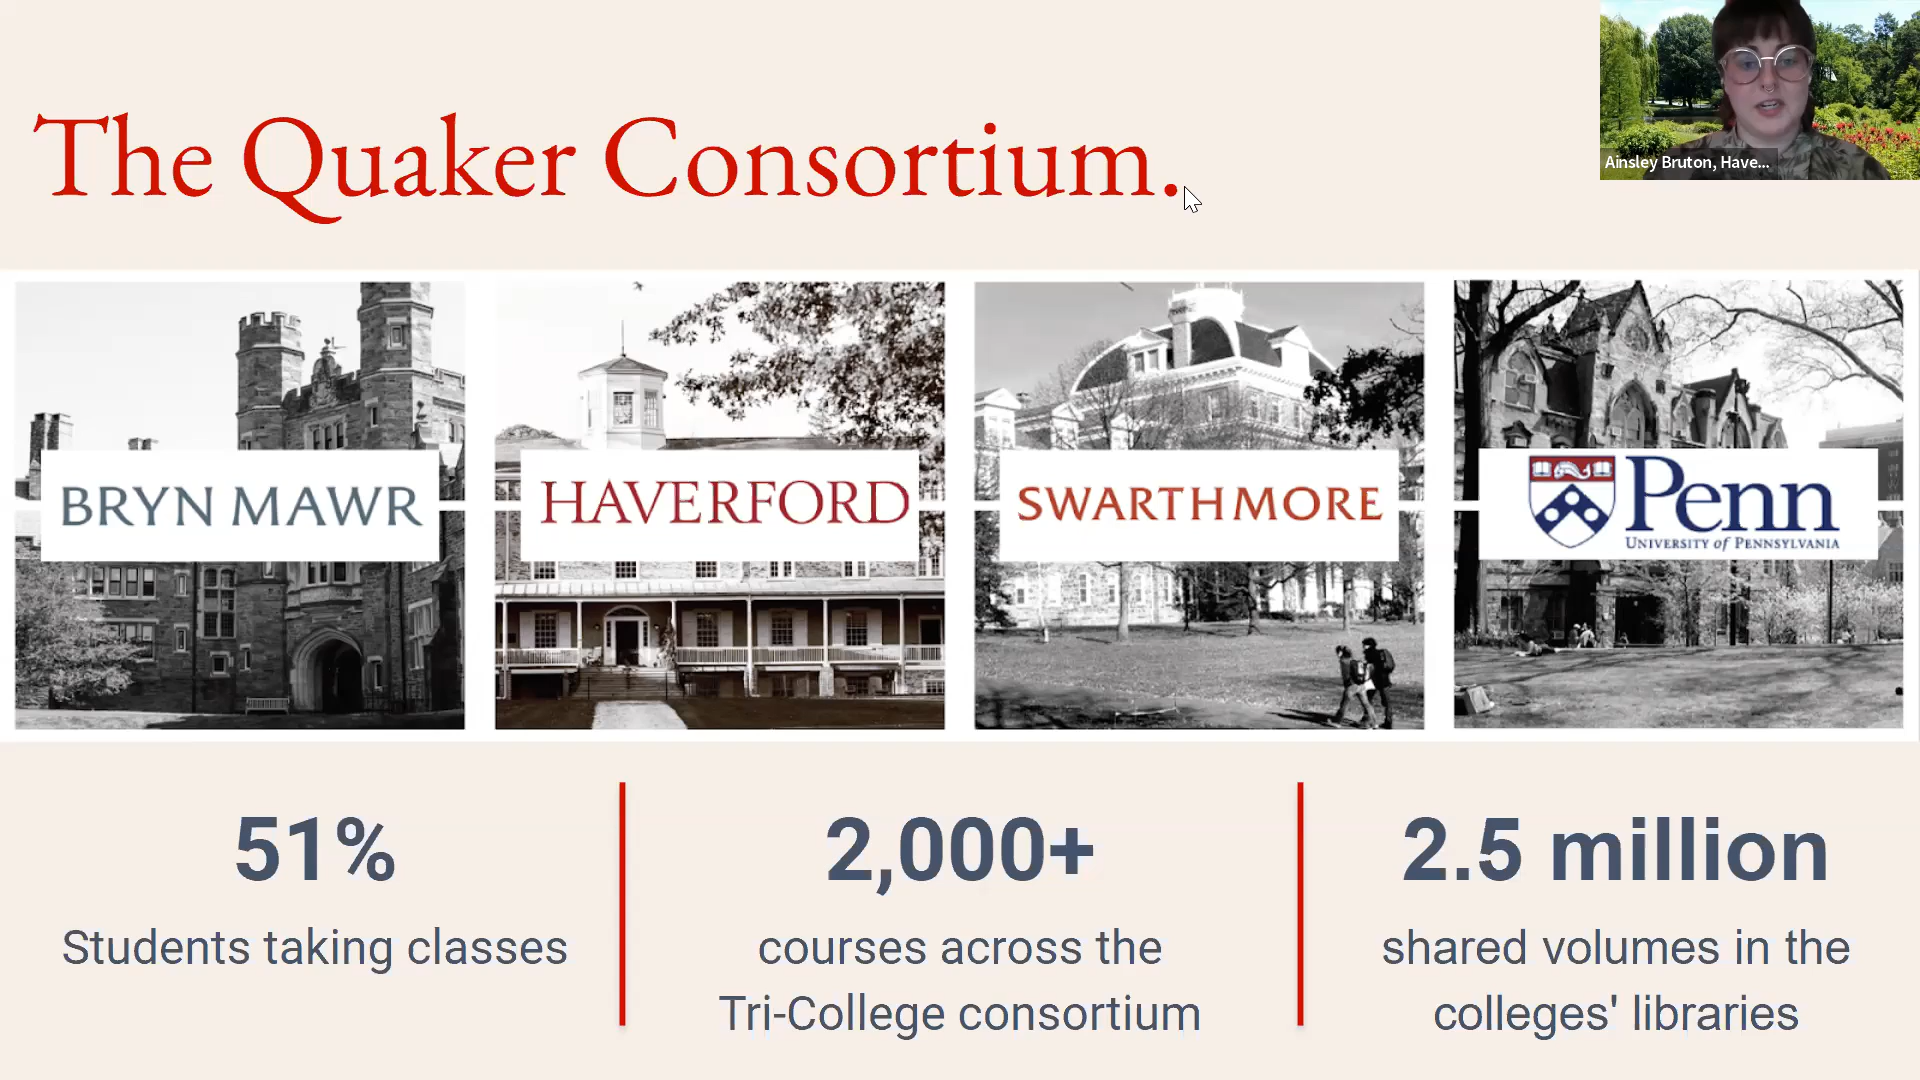 The Quaker Consortium.
Ainsley Bruton, Have...
BRYN MAWR
HAVERFORD
SWARTHMORE
Penn
UNIVERSITY of PENNSYLVANIA
51%
Students taking classes
2,000+
courses across the
Tri-College consortium
2.5 million
shared volumes in the
colleges' libraries